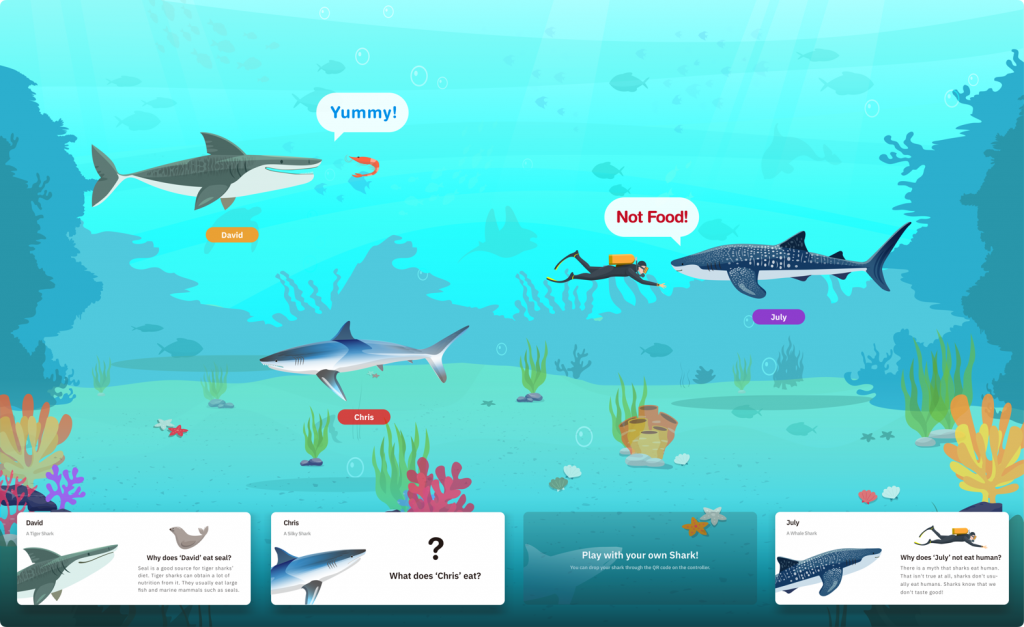 Yummy!
David
Not Food!
July
Chris
David
A Tiger Shark
Why does 'David' eat seal?
Seal is a good source for tiger sharks'
diet. Tiger sharks can obtain a lot of
nutrition from it. They usually eat large
fish and marine mammals such as seals.
Chris
A Silky Shark
?
What does 'Chris' eat?
Play with your own Shark!
You can drop your shark through the QR code on the controller.
July
A Whale Shark
Why does 'July' not eat human?
There is a myth that sharks eat human.
That isn't true at all, sharks don't usu-
ally eat humans. Sharks know that we
don't taste good!